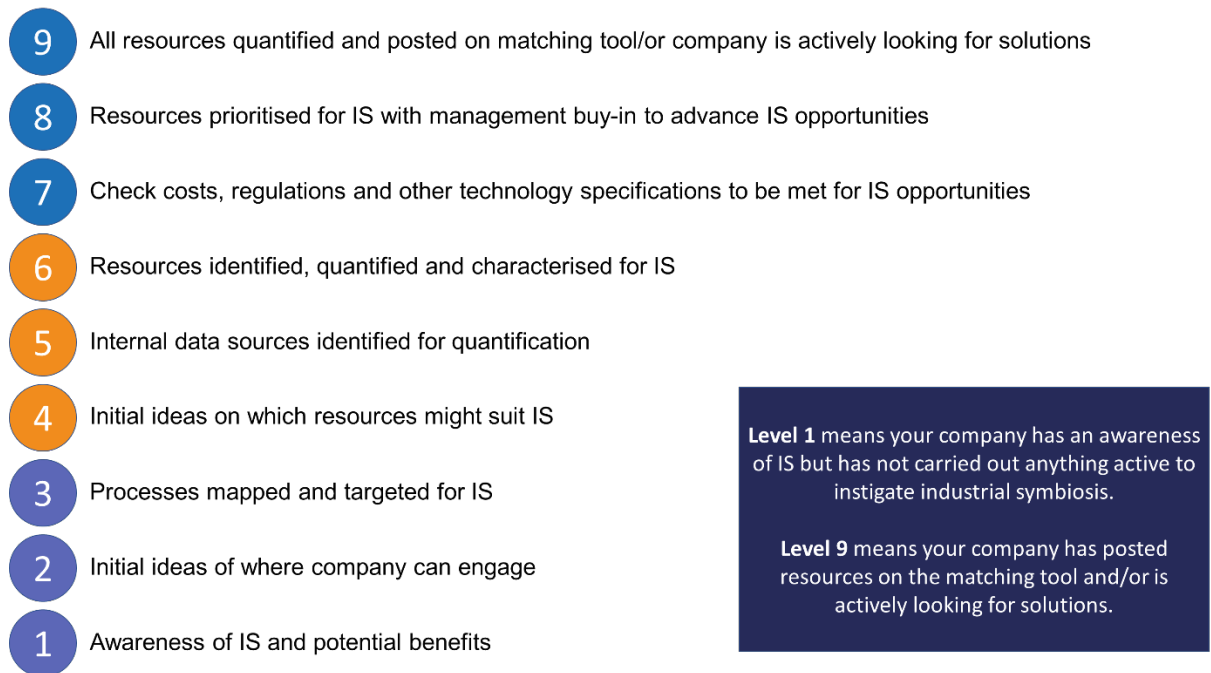 9 All resources quantified and posted on matching tool/or company is actively looking for solutions
8 Resources prioritised for IS with management buy-in to advance IS opportunities
7 Check costs, regulations and other technology specifications to be met for IS opportunities
6 Resources identified, quantified and characterised for IS
5 Internal data sources identified for quantification
4 Initial ideas on which resources might suit IS
3 Processes mapped and targeted for IS
2 Initial ideas of where company can engage
1 Awareness of IS and potential benefits
Level 1 means your company has an awareness
of IS but has not carried out anything active to
instigate industrial symbiosis.
Level 9 means your company has posted
resources on the matching tool and/or is
actively looking for solutions.